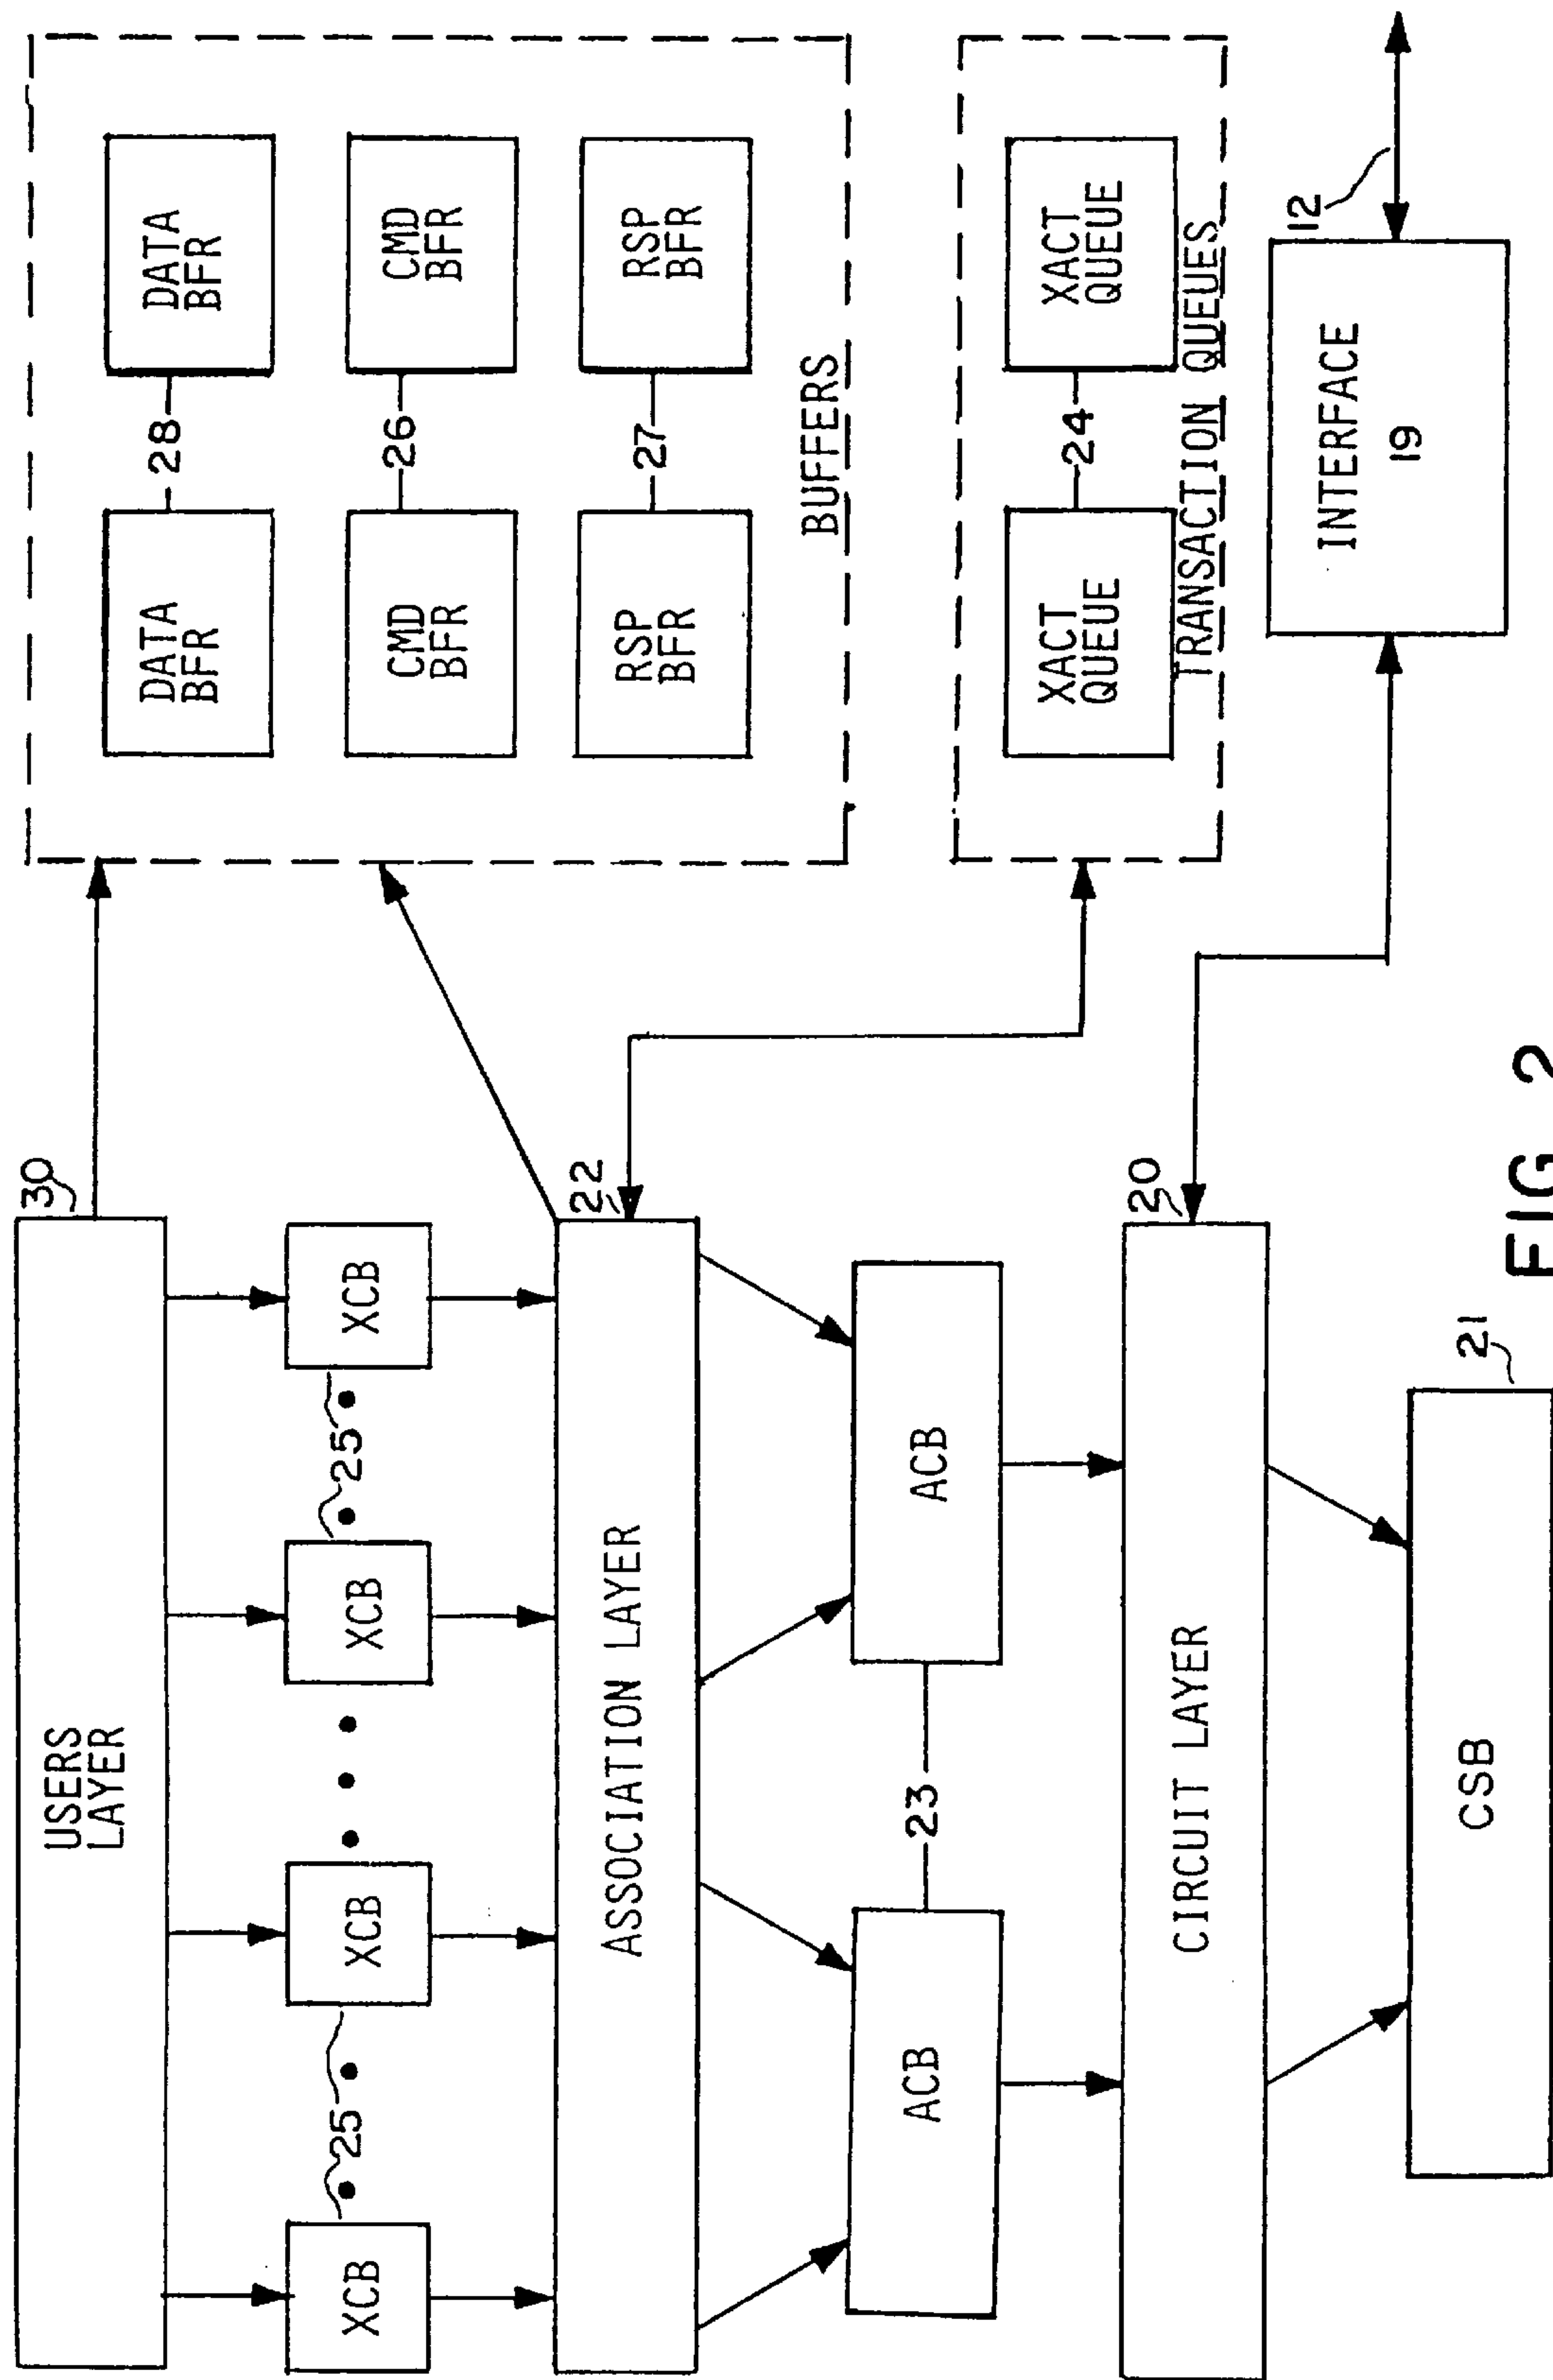 USERS
LAYER
30
XCB
25
XCB
XCB
25
XCB
ASSOCIATION LAYER
22
ACB
23
ACB
CIRCUIT LAYER
20
CSB
21
DATA
BFR
28
DATA
BFR
CMD
BFR
26
CMD
BFR
RSP
BFR
27
RSP
BFR
BUFFERS
XACT
QUEUE
24
XACT
QUEUE
TRANSACTION QUEUES
INTERFACE
19
12
FIG 2